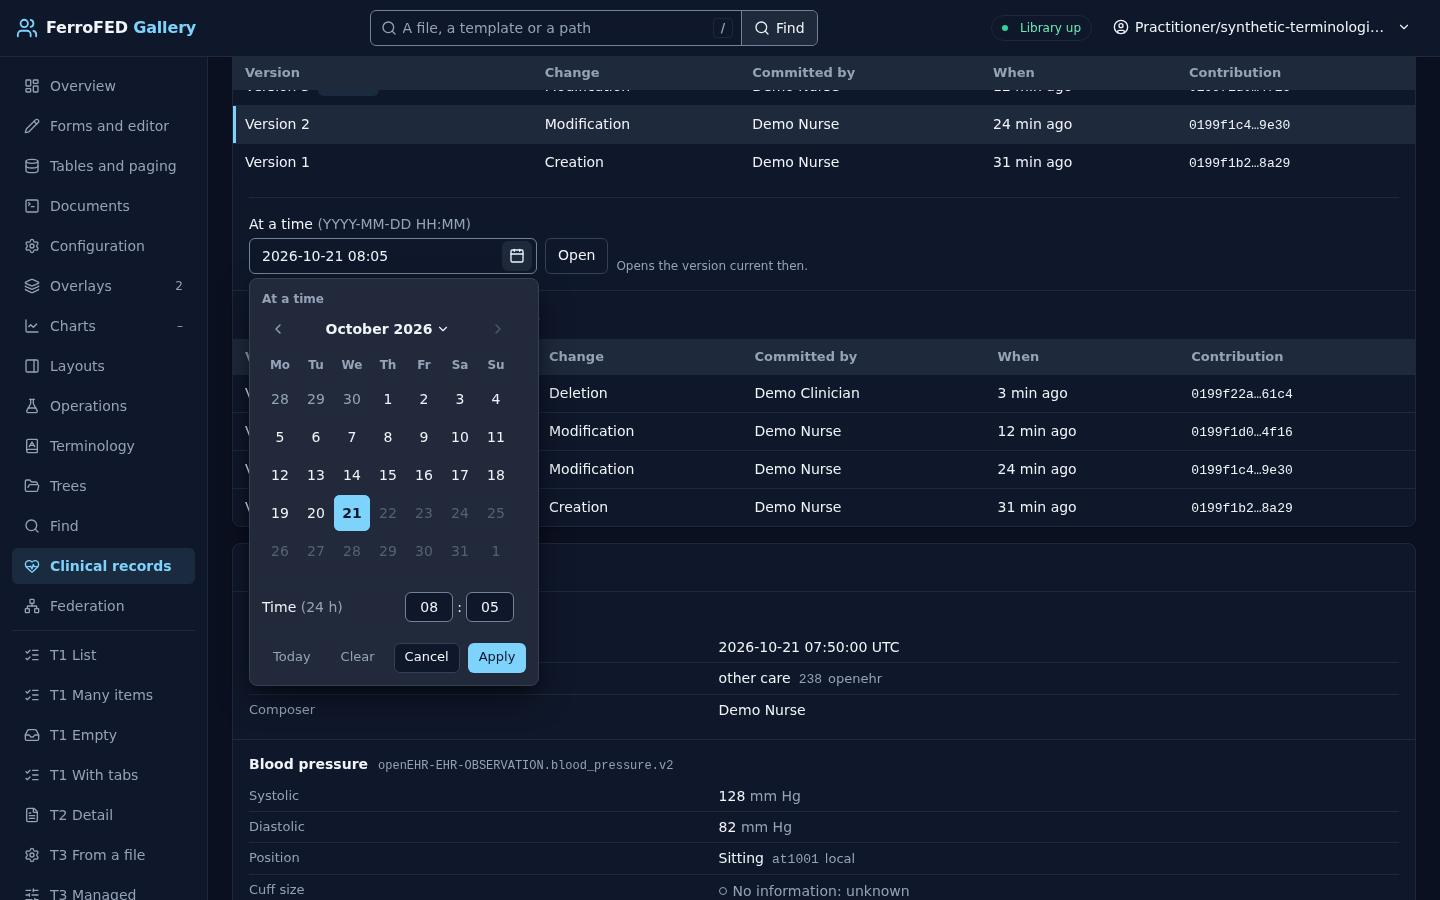 FerroFED Gallery
A file, a template or a path
/
Find
Library up
Practitioner/synthetic-terminologi…
Overview
Forms and editor
Tables and paging
Documents
Configuration
Overlays 2
Charts –
Layouts
Operations
Terminology
Trees
Find
Clinical records
Federation
T1 List
T1 Many items
T1 Empty
T1 With tabs
T2 Detail
T3 From a file
T3 Managed
Version Change Committed by When Contribution
Version 2 Modification Demo Nurse 24 min ago 0199f1c4…9e30
Version 1 Creation Demo Nurse 31 min ago 0199f1b2…8a29
At a time (YYYY-MM-DD HH:MM)
2026-10-21 08:05
Open
Opens the version current then.
At a time
October 2026
Mo Tu We Th Fr Sa Su
28 29 30 1 2 3 4
5 6 7 8 9 10 11
12 13 14 15 16 17 18
19 20 21 22 23 24 25
26 27 28 29 30 31 1
Time (24 h) 08 : 05
Today Clear Cancel Apply
Change Committed by When Contribution
Deletion Demo Clinician 3 min ago 0199f22a…61c4
Modification Demo Nurse 12 min ago 0199f1d0…4f16
Modification Demo Nurse 24 min ago 0199f1c4…9e30
Creation Demo Nurse 31 min ago 0199f1b2…8a29
2026-10-21 07:50:00 UTC
other care 238 openehr
Composer Demo Nurse
Blood pressure openEHR-EHR-OBSERVATION.blood_pressure.v2
Systolic 128 mm Hg
Diastolic 82 mm Hg
Position Sitting at1001 local
Cuff size No information: unknown